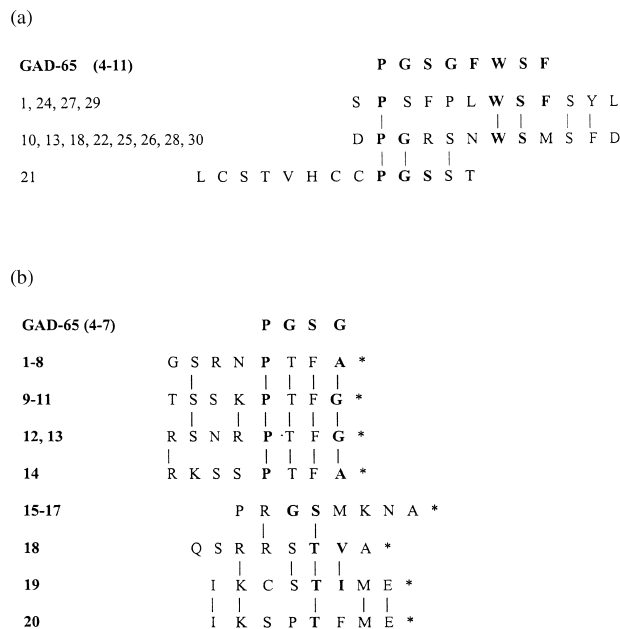 (a)
GAD-65 (4-11) P G S G F W S F
1, 24, 27, 29 S P S F P L W S F S Y L
10, 13, 18, 22, 25, 26, 28, 30 D P G R S N W S M S F D
21 L C S T V H C C P G S S T
(b)
GAD-65 (4-7) P G S G
1-8 G S R N P T F A *
9-11 T S S K P T F G *
12, 13 R S N R P T F G *
14 R K S S P T F A *
15-17 P R G S M K N A *
18 Q S R R S T V A *
19 I K C S T I M E *
20 I K S P T F M E *